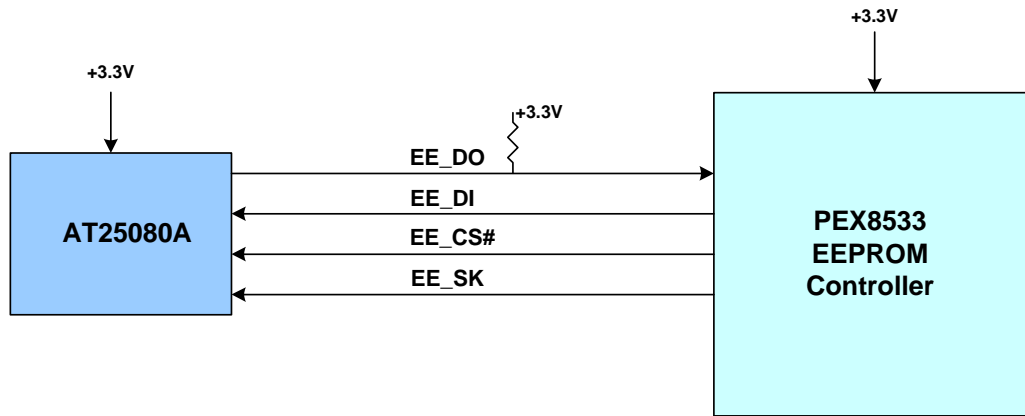 +3.3V
+3.3V
+3.3V
EE_DO
EE_DI
EE_CS#
EE_SK
AT25080A
PEX8533
EEPROM
Controller